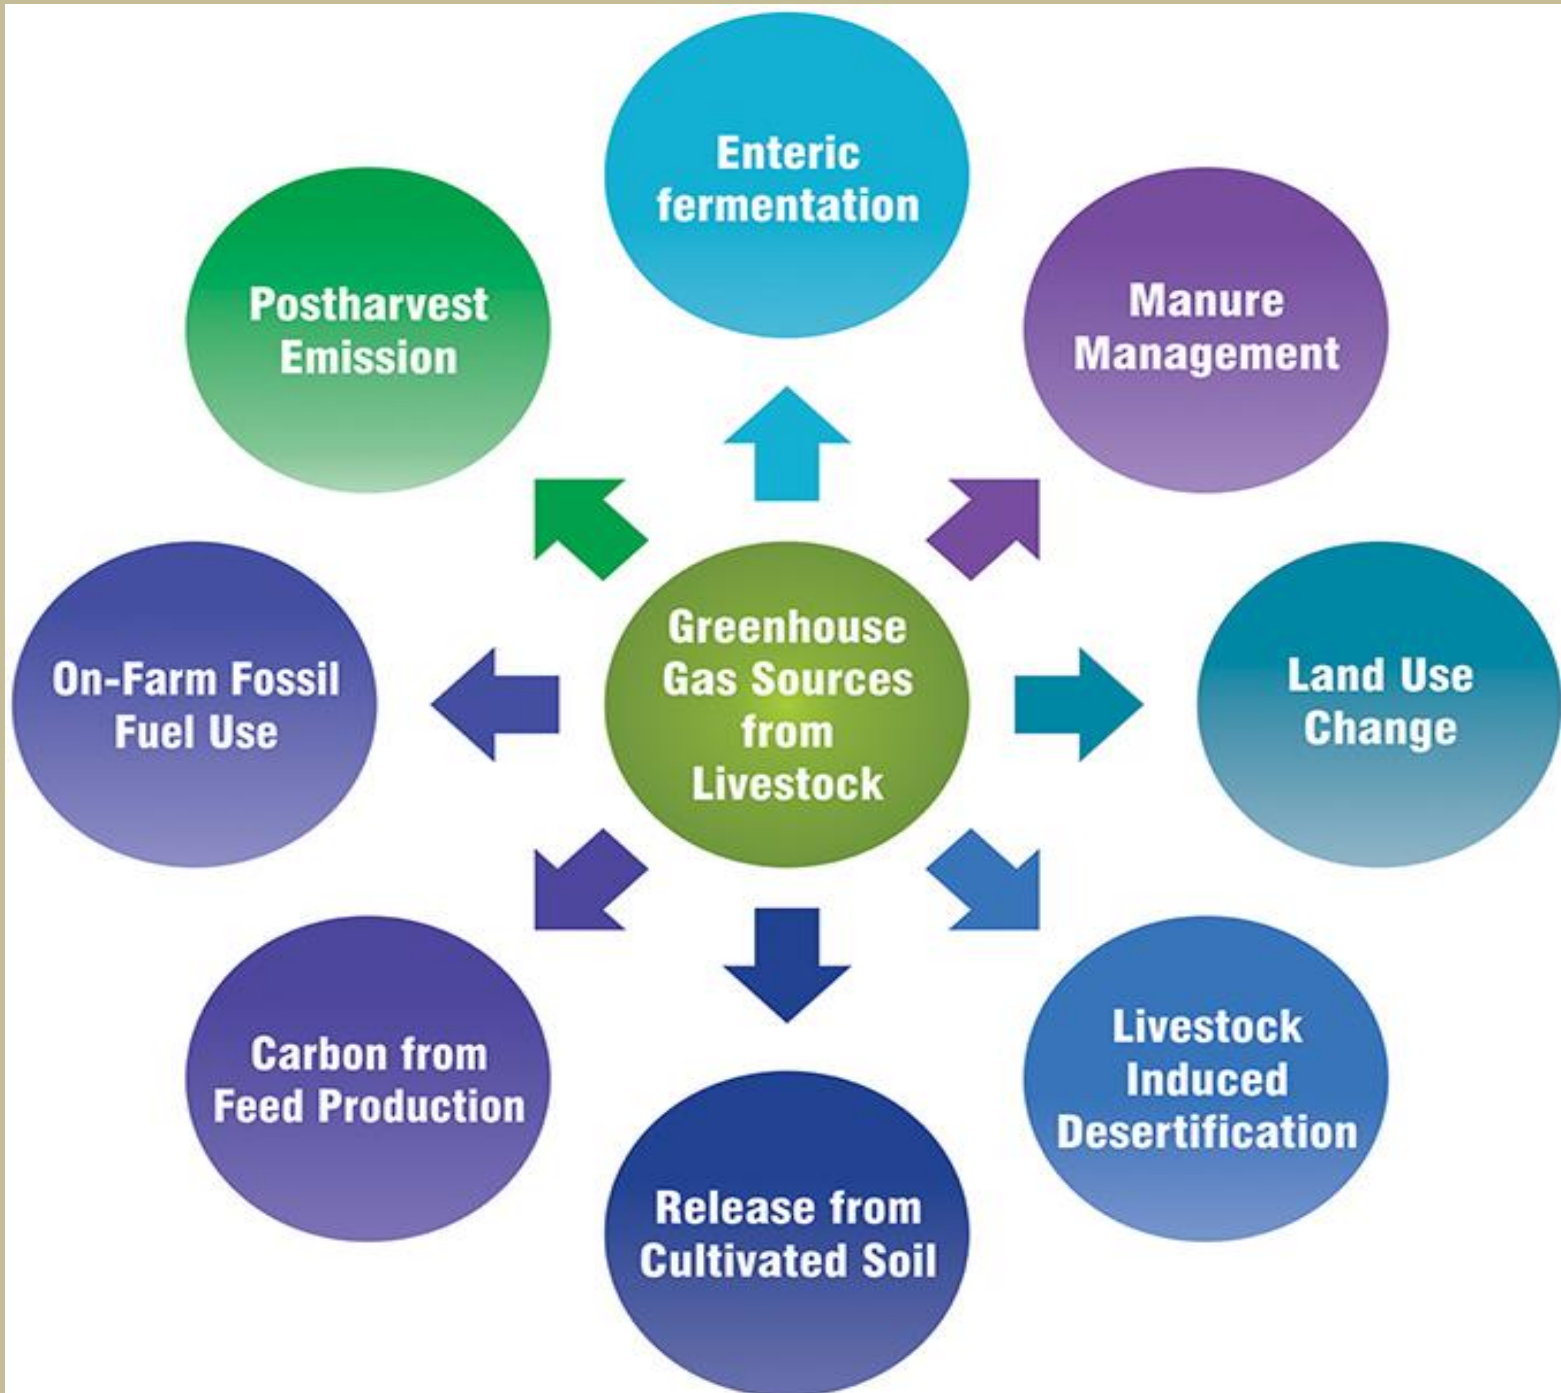 Enteric
fermentation
Manure
Management
Land Use
Change
Livestock
Induced
Desertification
Release from
Cultivated Soil
Carbon from
Feed Production
On-Farm Fossil
Fuel Use
Postharvest
Emission
Greenhouse
Gas Sources
from
Livestock